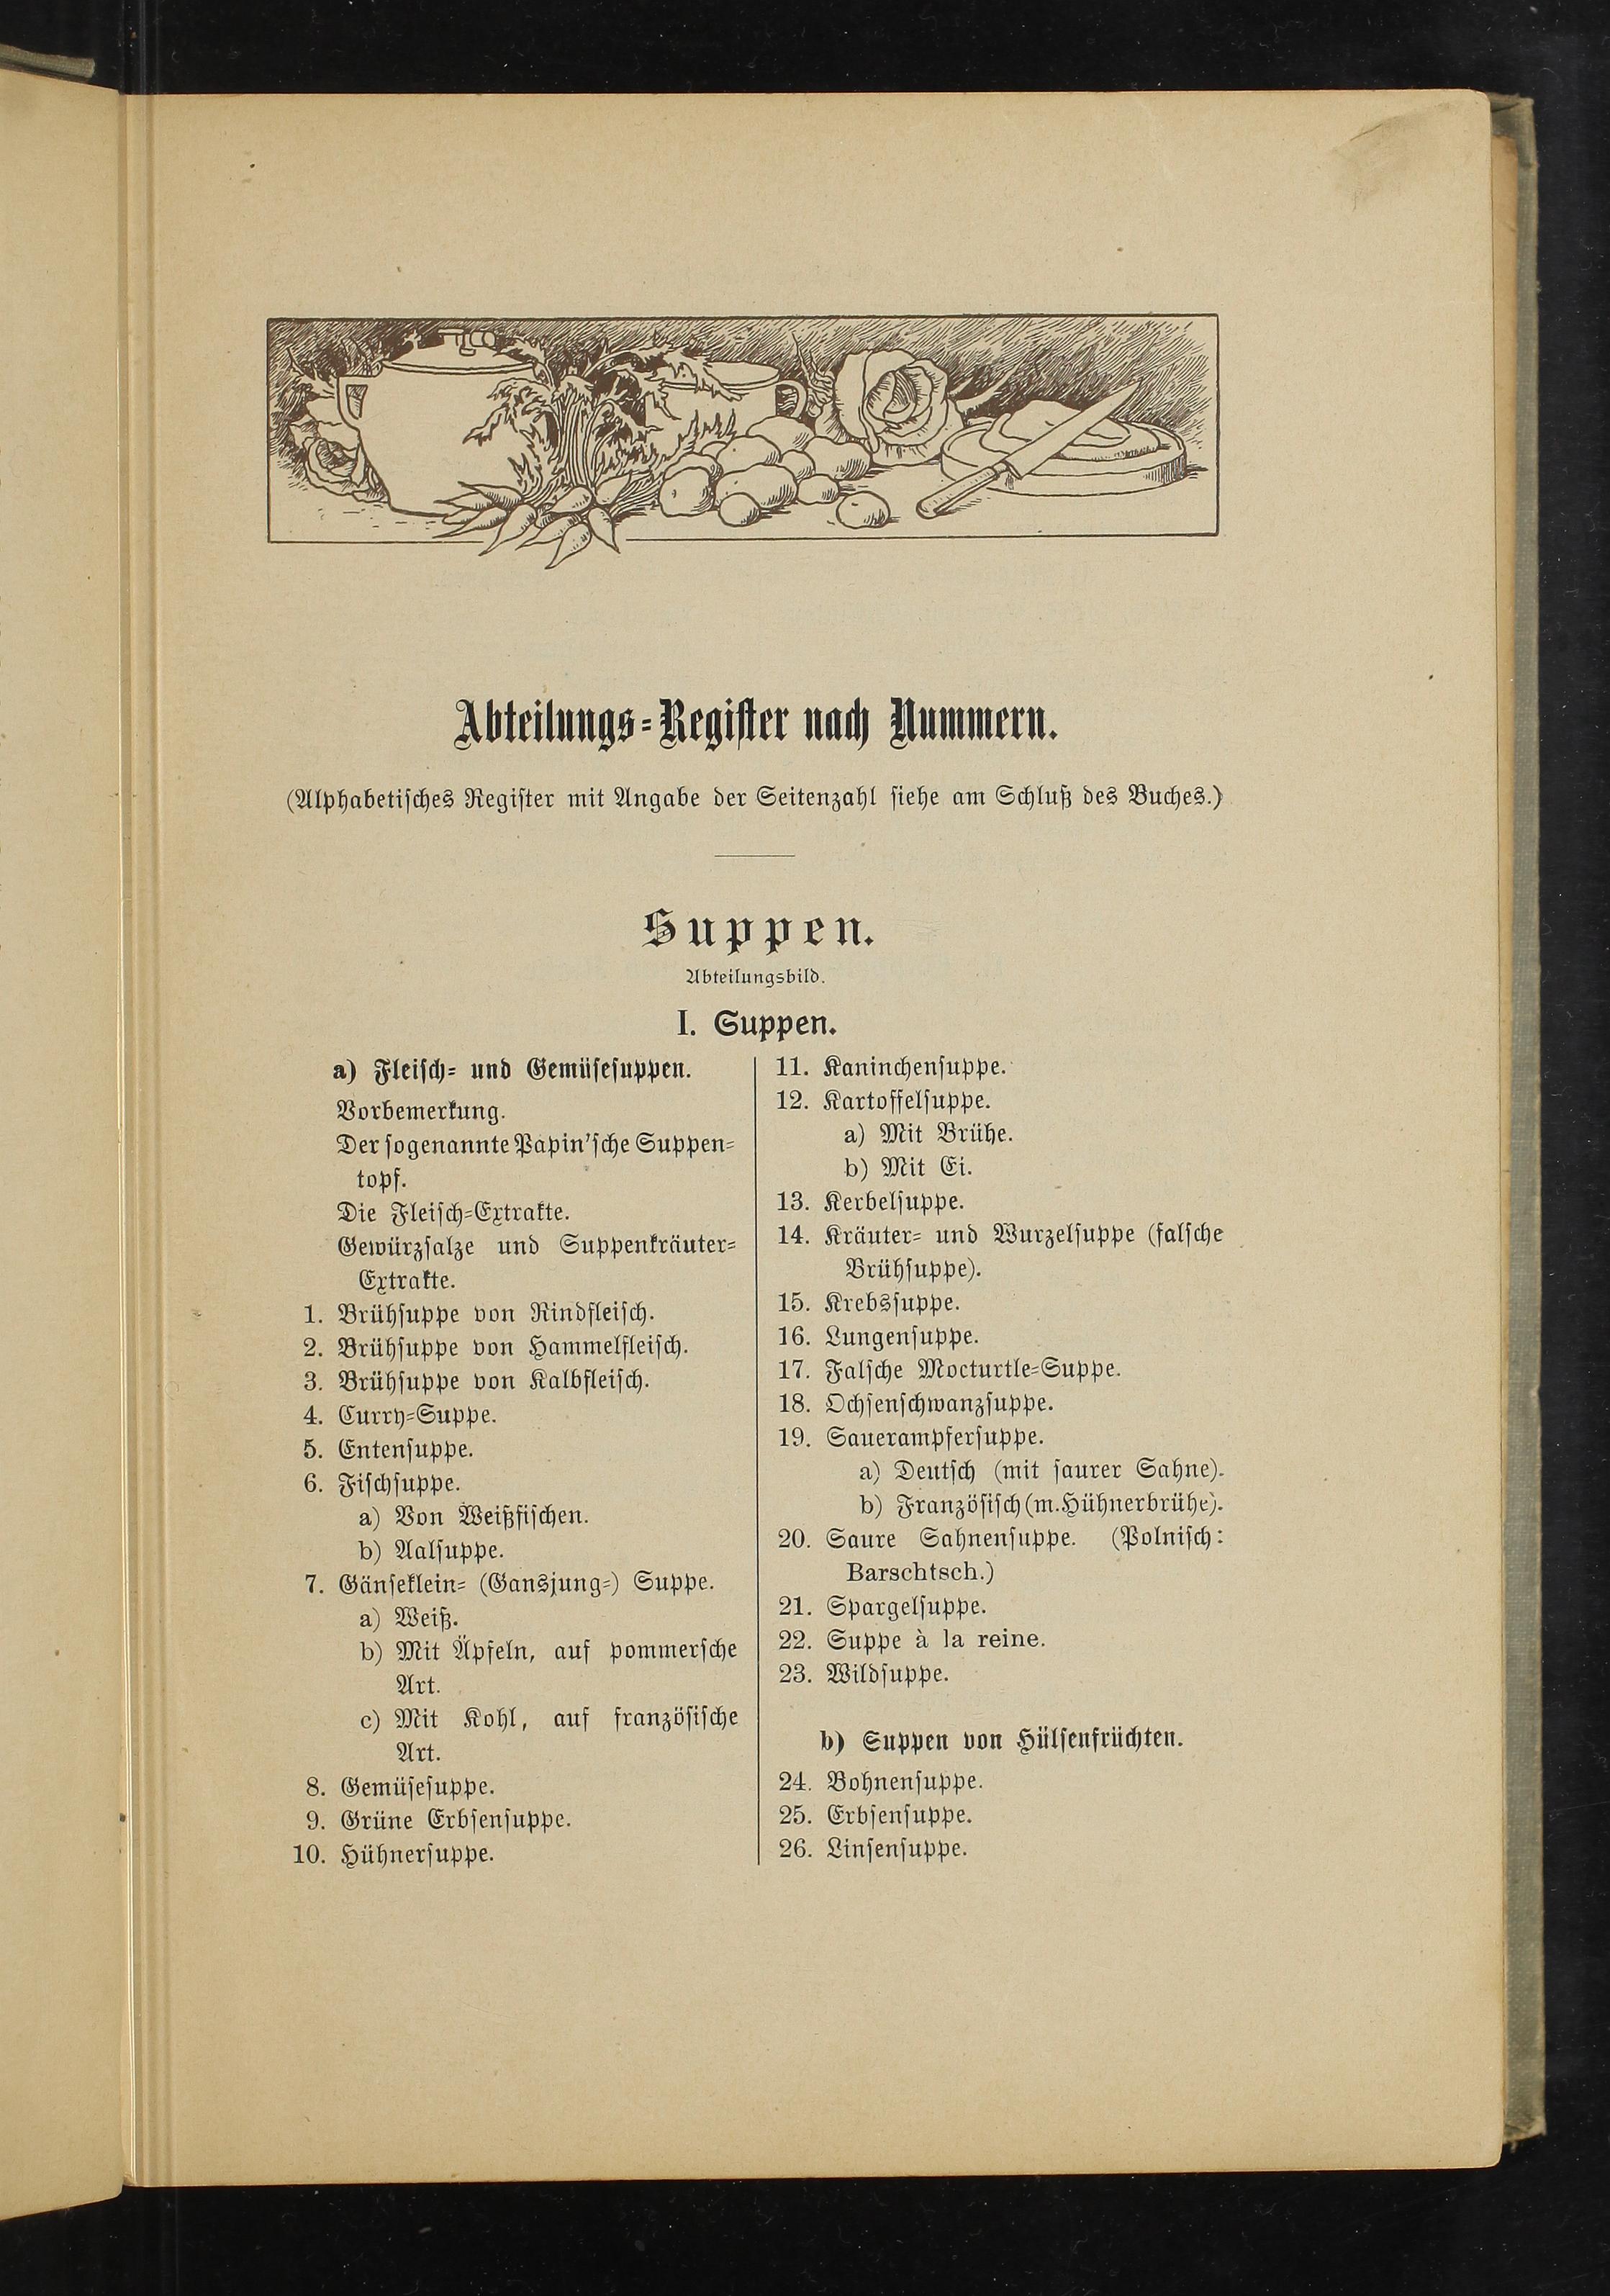 Abteilungs-Register nach Nummern.
(Alphabetisches Register mit Angabe der Seitenzahl siehe am Schluß des Buches.)
Suppen.
Abteilungsbild.
I. Suppen.
a) Fleisch- und Gemüsesuppen.
Vorbemerkung.
Der sogenannte Papin'sche Suppen-
topf.
Die Fleisch-Extrakte.
Gewürzsalze und Suppenkräuter-
Extrakte.
1. Brühsuppe von Rindfleisch.
2. Brühsuppe von Hammelfleisch.
3. Brühsuppe von Kalbfleisch.
4. Curry-Suppe.
5. Entensuppe.
6. Fischsuppe.
a) Von Weißfischen.
b) Aalsuppe.
7. Gänseklein- (Gansjung-) Suppe.
a) Weiß.
b) Mit Äpfeln, auf pommersche
Art.
c) Mit Kohl, auf französische
Art.
8. Gemüsesuppe.
9. Grüne Erbsensuppe.
10. Hühnersuppe.
11. Kaninchensuppe.
12. Kartoffelsuppe.
a) Mit Brühe.
b) Mit Ei.
13. Kerbelsuppe.
14. Kräuter- und Wurzelsuppe (falsche
Brühsuppe).
15. Krebssuppe.
16. Lungensuppe.
17. Falsche Mocturtle-Suppe.
18. Ochsenschwanzsuppe.
19. Sauerampfersuppe.
a) Deutsch (mit saurer Sahne).
b) Französisch (m. Hühnerbrühe).
20. Saure Sahnensuppe. (Polnisch:
Barschtsch.)
21. Spargelsuppe.
22. Suppe à la reine.
23. Wildsuppe.
b) Suppen von Hülsenfrüchten.
24. Bohnensuppe.
25. Erbsensuppe.
26. Linsensuppe.